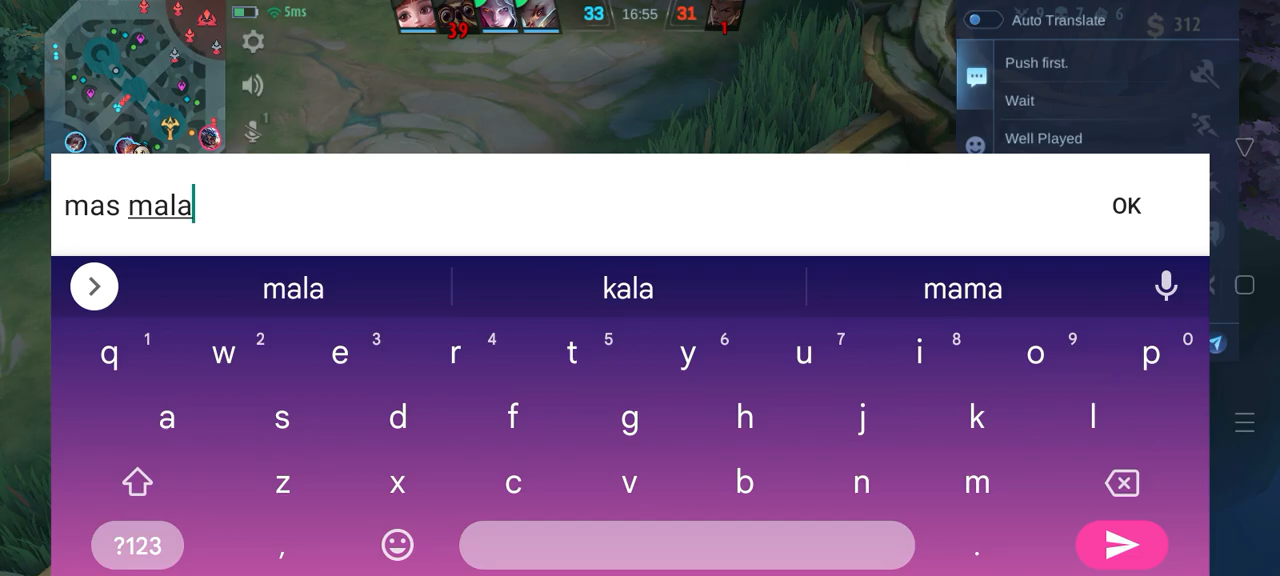 5ms
33 16:55 31
39
1
1
Auto Translate
312
Push first.
Wait
Well Played
mas mala
OK
mala kala mama
q 1 w 2 e 3 r 4 t 5 y 6 u 7 i 8 o 9 p 0
a s d f g h j k l
z x c v b n m
?123 , .